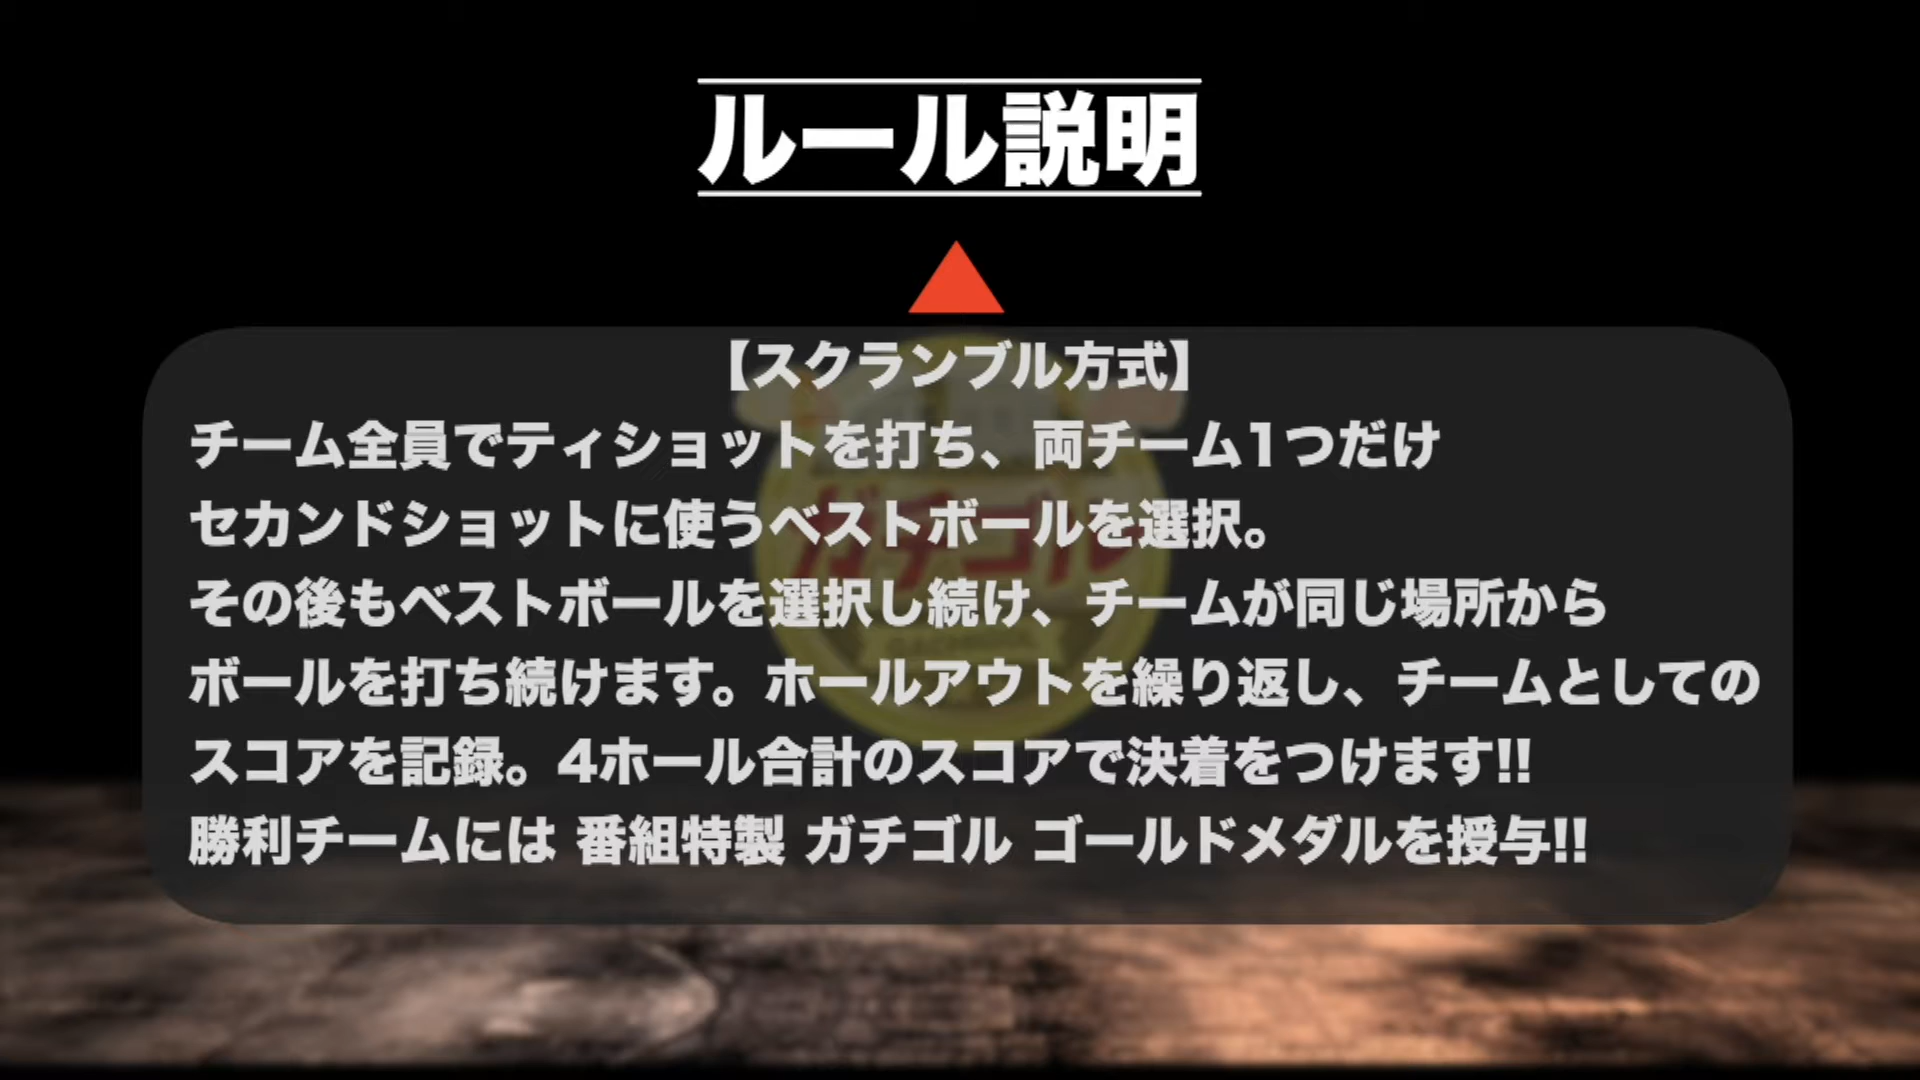 ルール説明
【スクランブル方式】
チーム全員でティショットを打ち、両チーム1つだけ
セカンドショットに使うベストボールを選択。
その後もベストボールを選択し続け、チームが同じ場所から
ボールを打ち続けます。ホールアウトを繰り返し、チームとしての
スコアを記録。4ホール合計のスコアで決着をつけます!!
勝利チームには 番組特製 ガチゴル ゴールドメダルを授与!!
ガチゴル